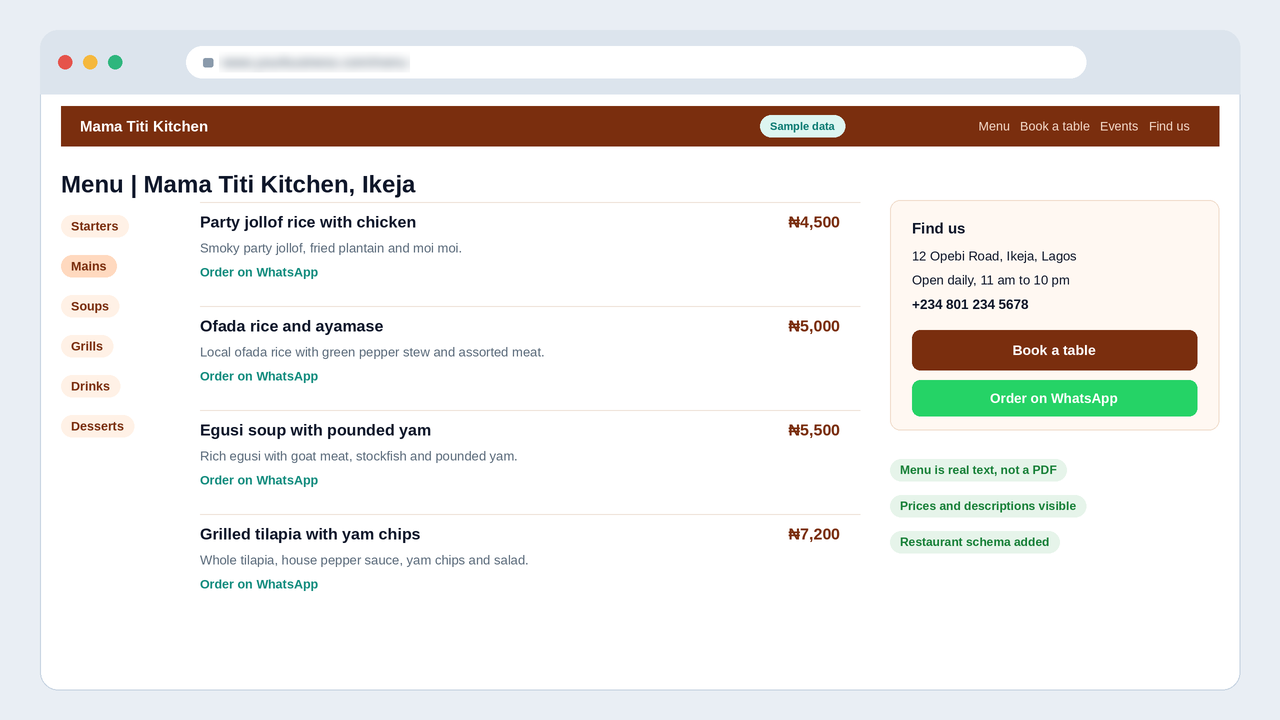 Mama Titi Kitchen
Sample data
Menu Book a table Events Find us
Menu | Mama Titi Kitchen, Ikeja
Starters
Mains
Soups
Grills
Drinks
Desserts
Party jollof rice with chicken ₦4,500
Smoky party jollof, fried plantain and moi moi.
Order on WhatsApp
Ofada rice and ayamase ₦5,000
Local ofada rice with green pepper stew and assorted meat.
Order on WhatsApp
Egusi soup with pounded yam ₦5,500
Rich egusi with goat meat, stockfish and pounded yam.
Order on WhatsApp
Grilled tilapia with yam chips ₦7,200
Whole tilapia, house pepper sauce, yam chips and salad.
Order on WhatsApp
Find us
12 Opebi Road, Ikeja, Lagos
Open daily, 11 am to 10 pm
+234 801 234 5678
Book a table
Order on WhatsApp
Menu is real text, not a PDF
Prices and descriptions visible
Restaurant schema added